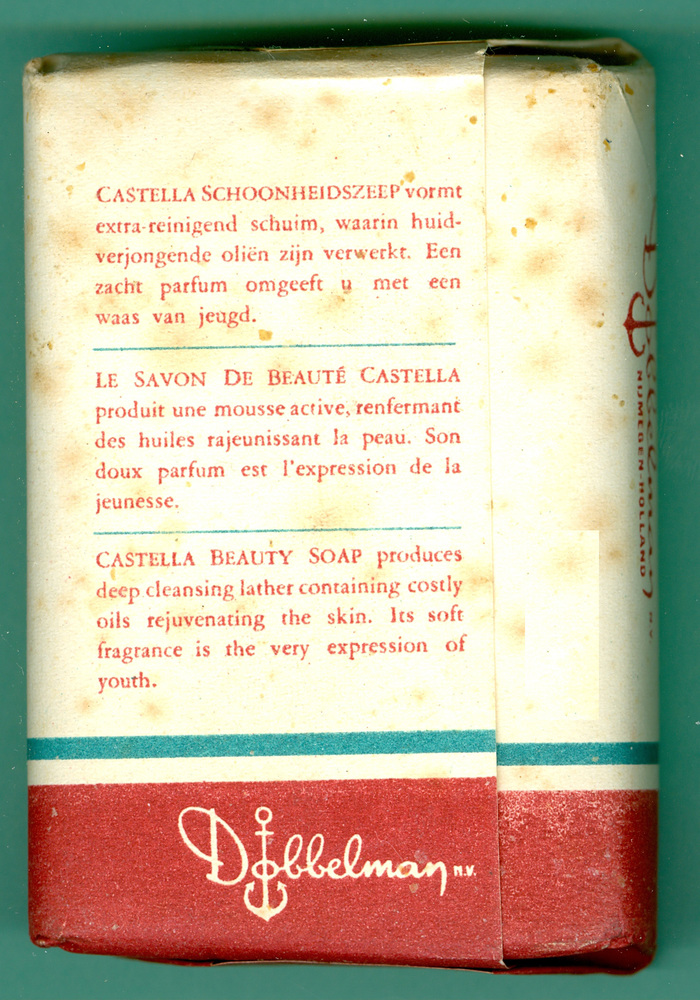 CASTELLA SCHOONHEIDSZEEP vormt
extra-reinigend schuim, waarin huid-
verjongende oliën zijn verwerkt. Een
zacht parfum omgeeft u met een
waas van jeugd.
LE SAVON DE BEAUTÉ CASTELLA
produit une mousse active, renfermant
des huiles rajeunissant la peau. Son
doux parfum est l'expression de la
jeunesse.
CASTELLA BEAUTY SOAP produces
deep cleansing lather containing costly
oils rejuvenating the skin. Its soft
fragrance is the very expression of
youth.
Dobbelman N.V.
Dobbelman N.V.
NIJMEGEN-HOLLAND